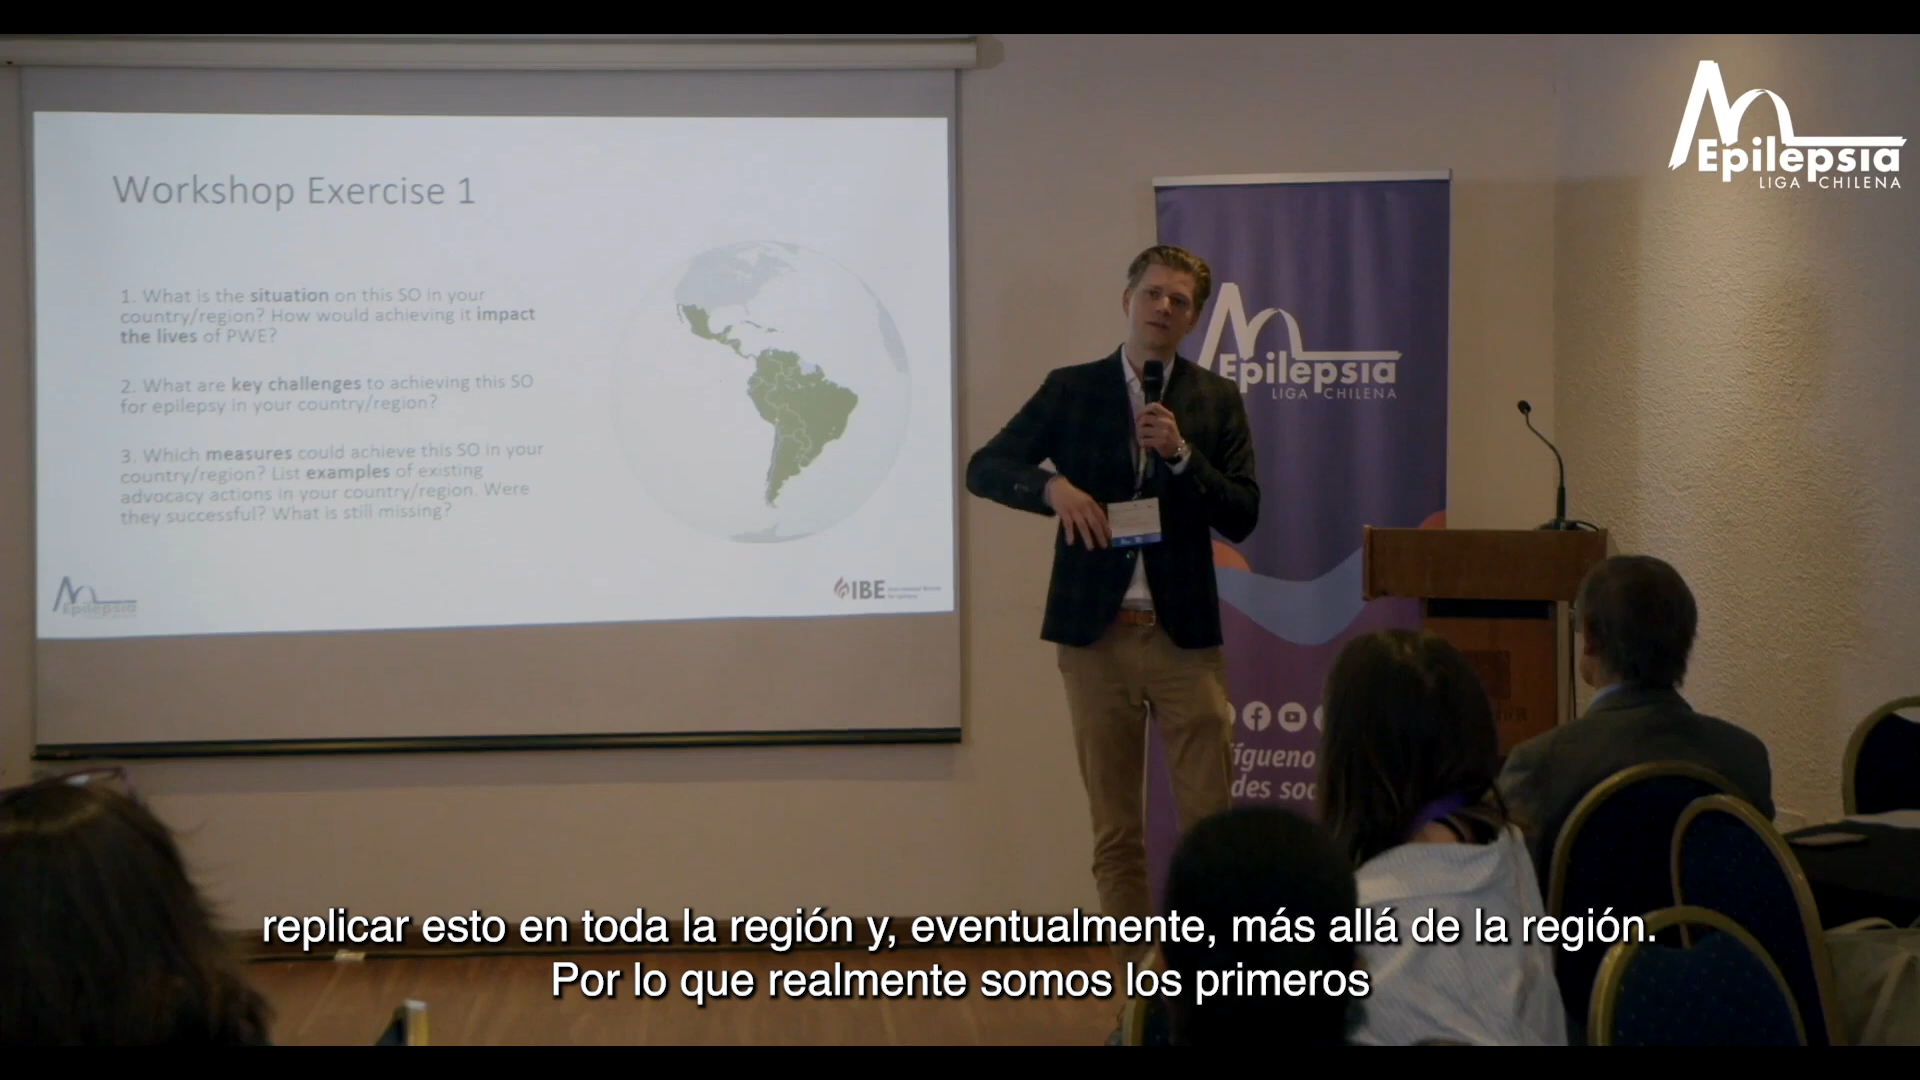 Workshop Exercise 1
1. What is the situation on this SO in your
country/region? How would achieving it impact
the lives of PWE?
2. What are key challenges to achieving this SO
for epilepsy in your country/region?
3. Which measures could achieve this SO in your
country/region? List examples of existing
advocacy actions in your country/region. Were
they successful? What is still missing?
Epilepsia
IBE
Epilepsia
LIGA CHILENA
ígueno
des soc
Epilepsia
LIGA CHILENA
replicar esto en toda la región y, eventualmente, más allá de la región.
Por lo que realmente somos los primeros